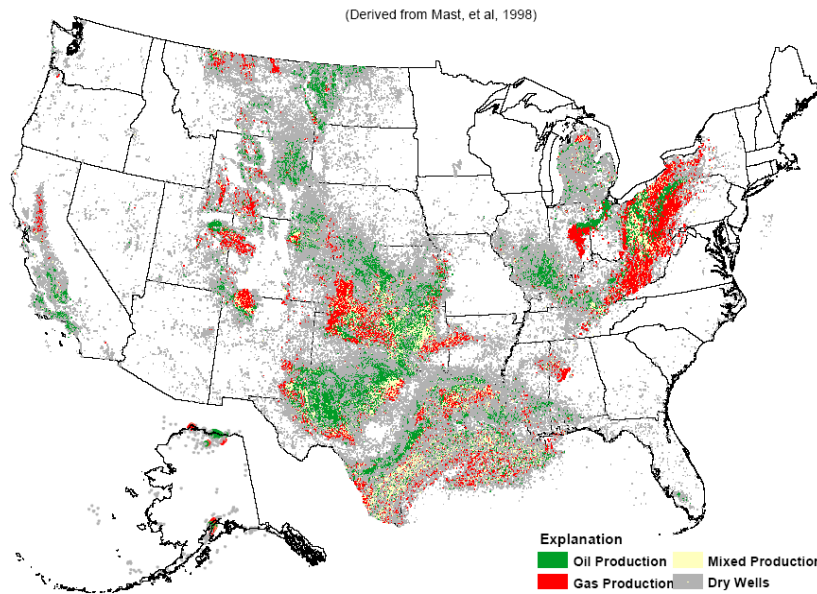 (Derived from Mast, et al, 1998)
Explanation
Oil Production Mixed Production
Gas Production Dry Wells